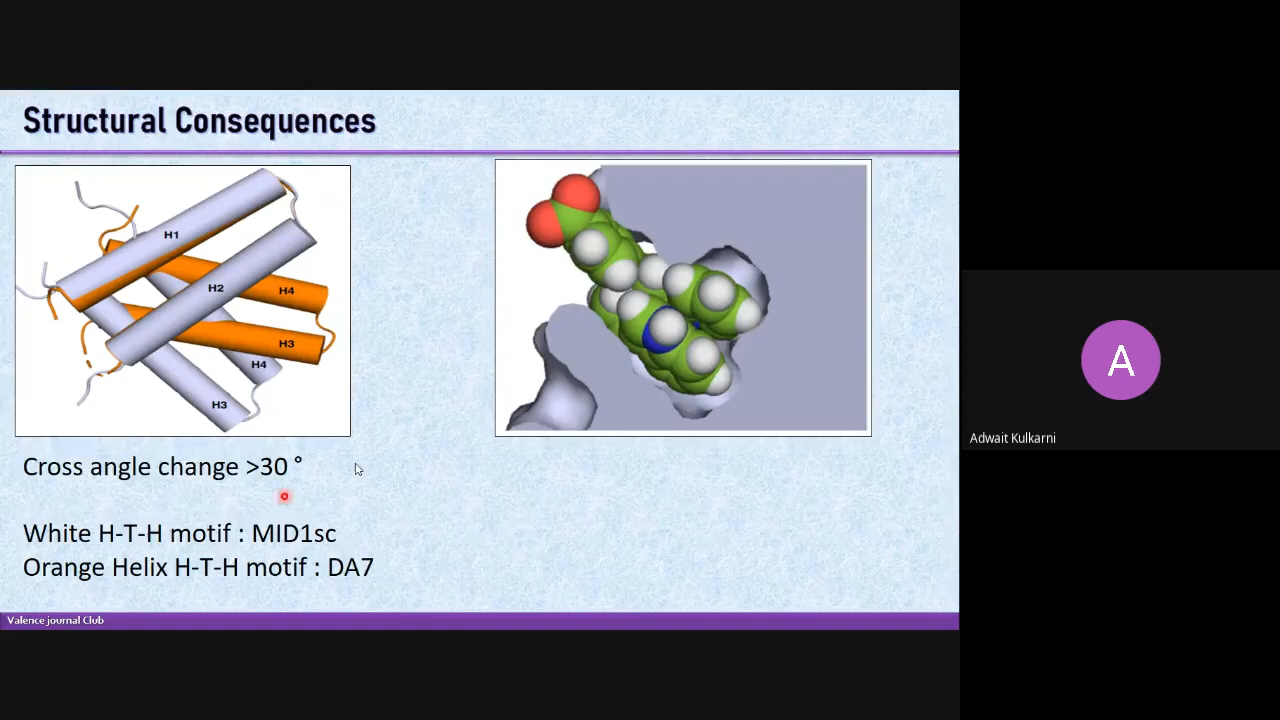 Structural Consequences
H1
H2
H4
H3
H4
H3
Cross angle change >30 °
White H-T-H motif : MID1sc
Orange Helix H-T-H motif : DA7
Valence journal Club
A
Adwait Kulkarni